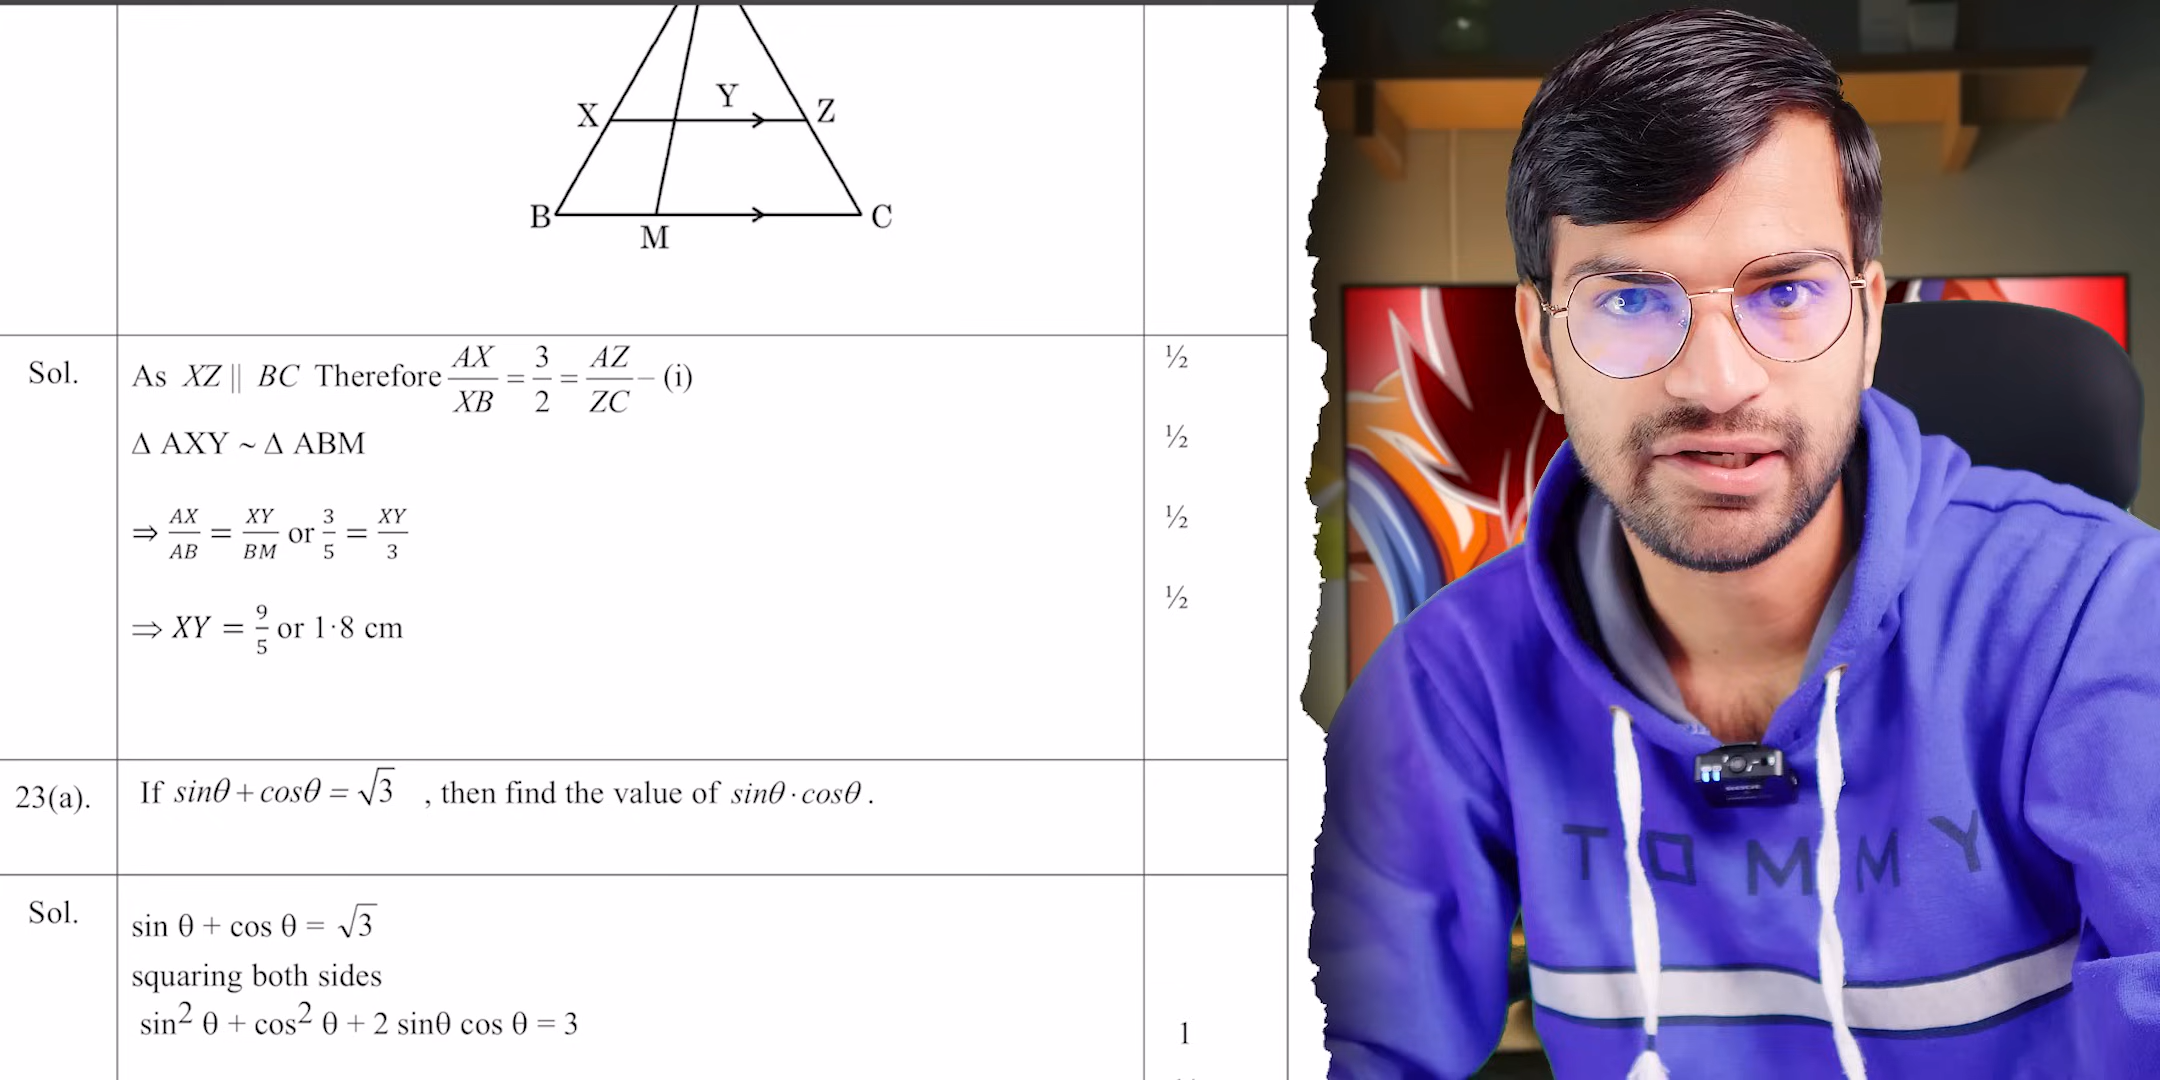 X Y Z
B C
M
Sol. As XZ || BC Therefore AX/XB = 3/2 = AZ/ZC – (i) ½
Δ AXY ~ Δ ABM ½
⇒ AX/AB = XY/BM or 3/5 = XY/3 ½
⇒ XY = 9/5 or 1·8 cm ½
23(a). If sinθ + cosθ = √3 , then find the value of sinθ · cosθ .
Sol. sin θ + cos θ = √3
squaring both sides
sin² θ + cos² θ + 2 sinθ cos θ = 3 1
TOMMY